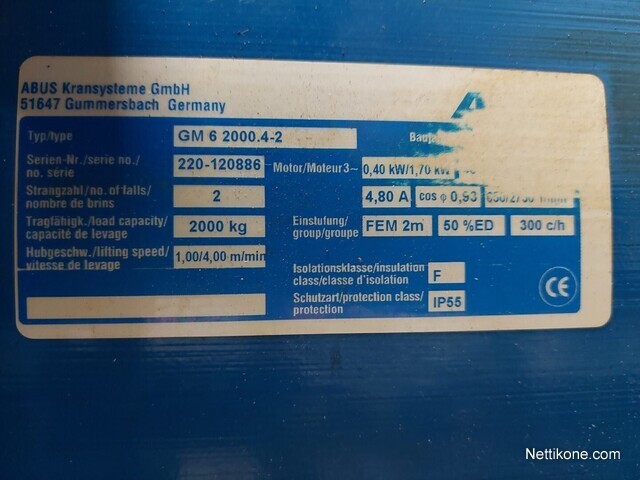 ABUS Kransysteme GmbH
51647 Gummersbach Germany
Typ/type GM 6 2000.4-2
Serien-Nr./serie no./
no. série 220-120886 Motor/Moteur 3~ 0,40 kW/1,70 kW
Strangzahl/no. of falls/
nombre de brins 2 4,80 A cos φ 0,93
Tragfähigk./load capacity/
capacité de levage 2000 kg Einstufung/
group/groupe FEM 2m 50 %ED 300 c/h
Hubgeschw./lifting speed/
vitesse de levage 1,00/4,00 m/min
Isolationsklasse/insulation
class/classe d'isolation F
Schutzart/protection class/
protection IP55
CE
Nettikone.com